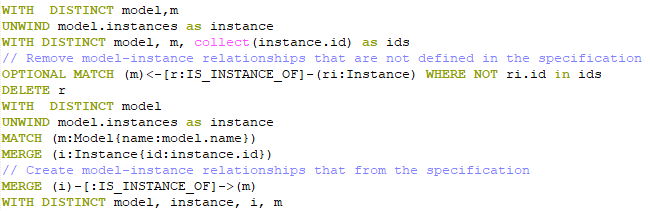 WITH  DISTINCT model,m
UNWIND model.instances as instance
WITH DISTINCT model, m, collect(instance.id) as ids
// Remove model-instance relationships that are not defined in the specification
OPTIONAL MATCH (m)<-[r:IS_INSTANCE_OF]-(ri:Instance) WHERE NOT ri.id in ids
DELETE r
WITH  DISTINCT model
UNWIND model.instances as instance
MATCH (m:Model{name:model.name})
MERGE (i:Instance{id:instance.id})
// Create model-instance relationships that from the specification
MERGE (i)-[:IS_INSTANCE_OF]->(m)
WITH DISTINCT model, instance, i, m